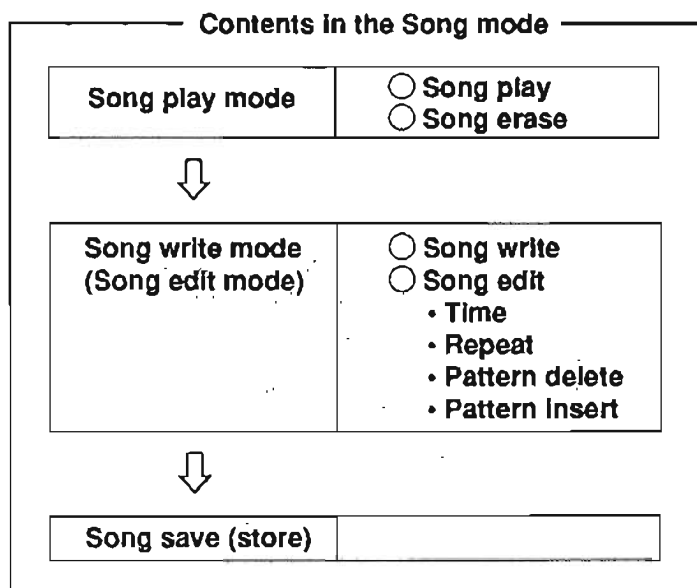 Contents in the Song mode
Song play mode
○ Song play
○ Song erase
Song write mode
(Song edit mode)
○ Song write
○ Song edit
• Time
• Repeat
• Pattern delete
• Pattern insert
Song save (store)